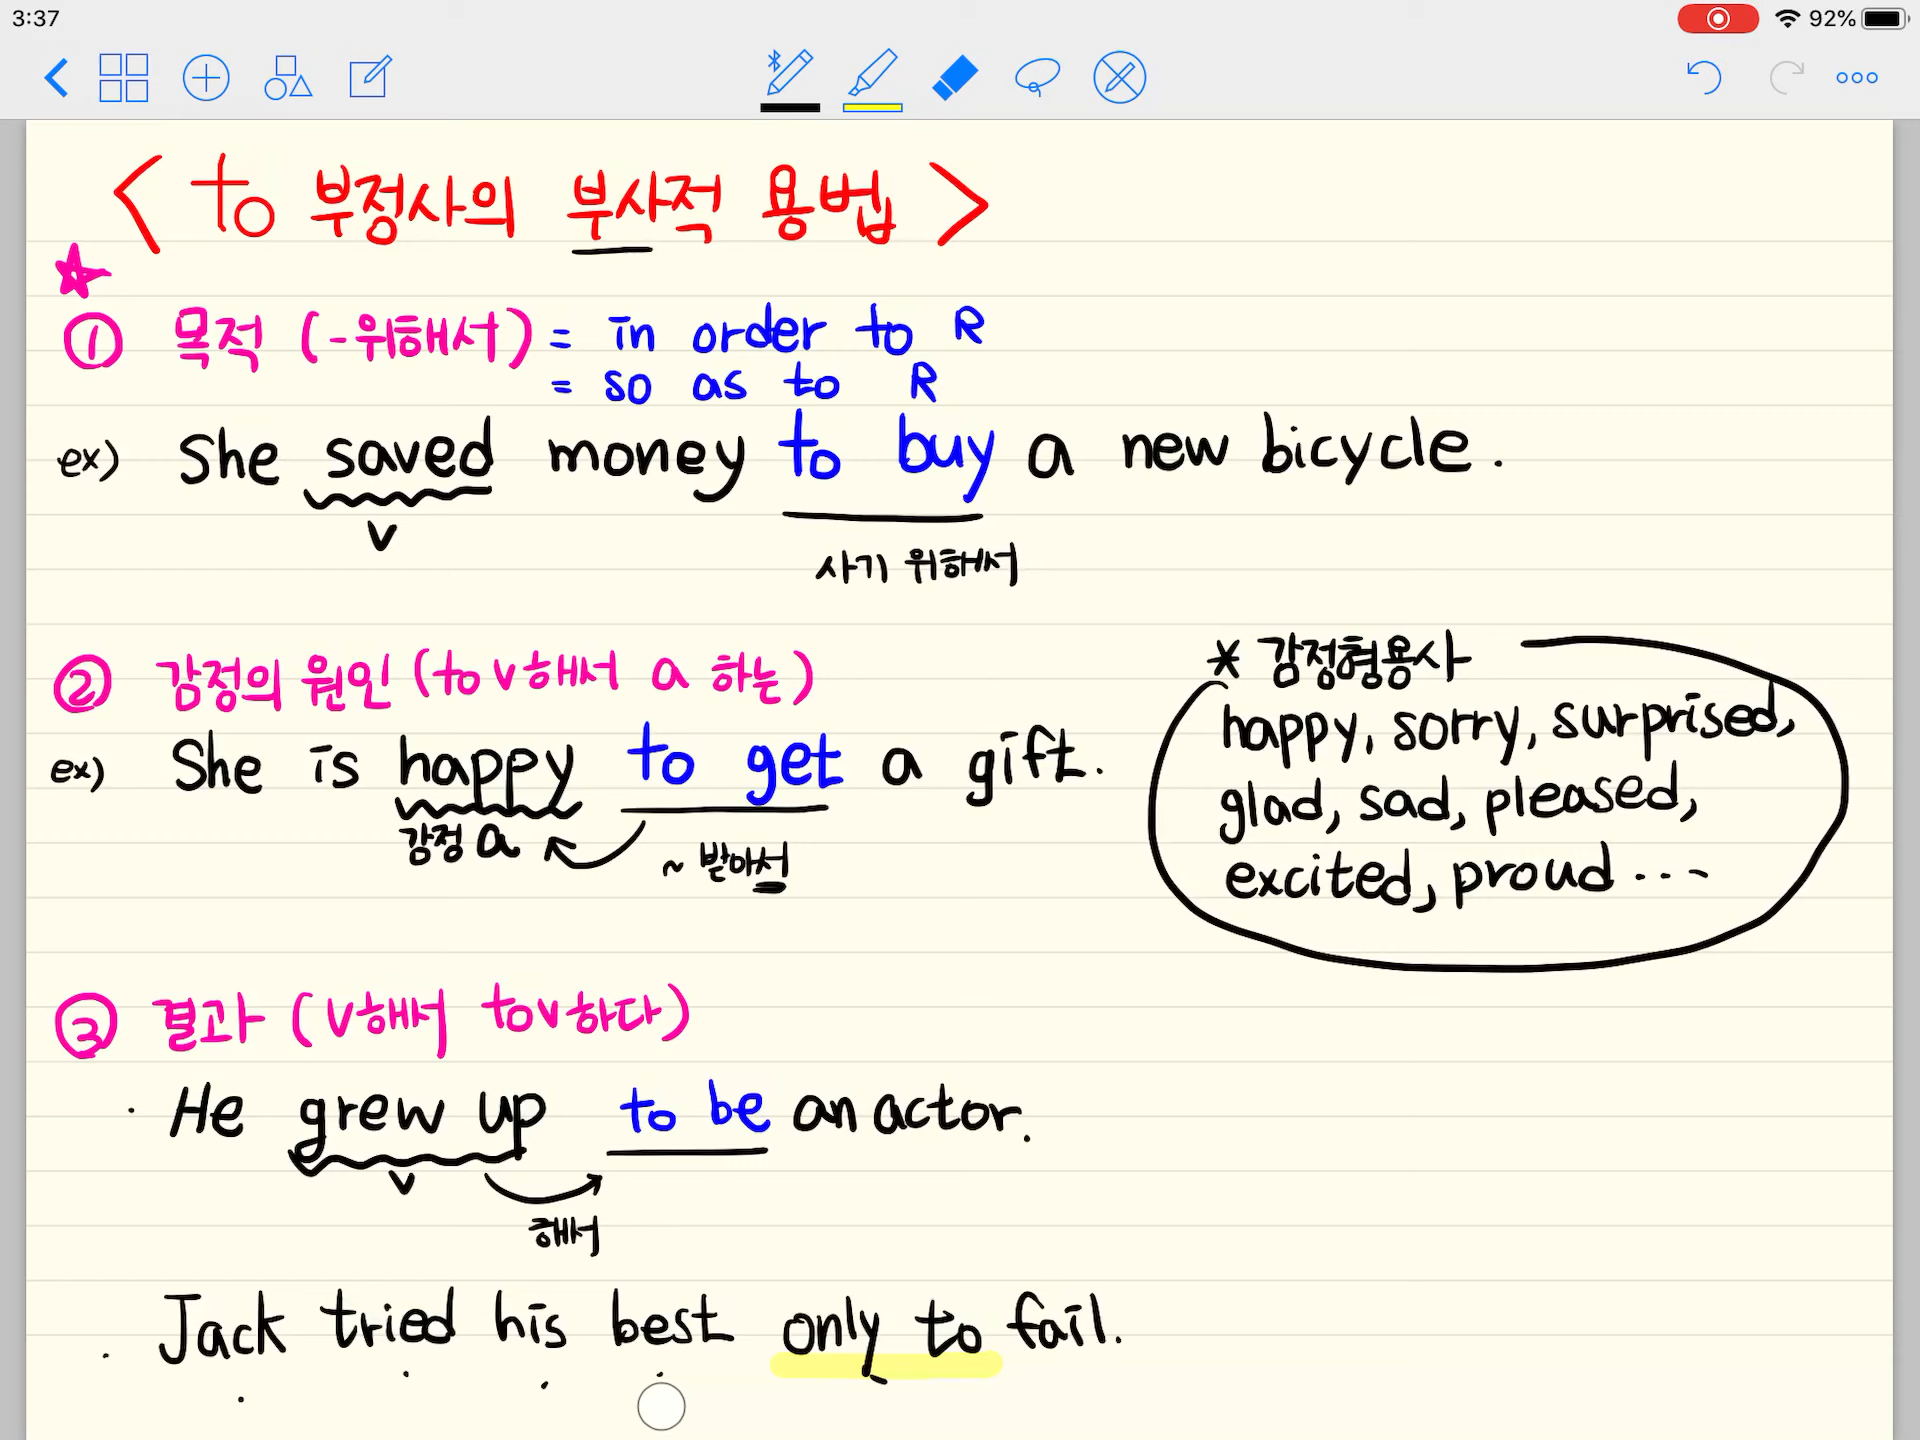 3:37
92%
< to 부정사의 부사적 용법 >
① 목적 (-위해서) = in order to R
= so as to R
ex) She saved money to buy a new bicycle.
v
사기 위해서
② 감정의 원인 (to v해서 a 하는)
ex) She is happy to get a gift.
감정 a
~ 받아서
* 감정형용사
happy, sorry, surprised,
glad, sad, pleased,
excited, proud ...
③ 결과 (v해서 to v하다)
· He grew up to be an actor.
v
해서
· Jack tried his best only to fail.